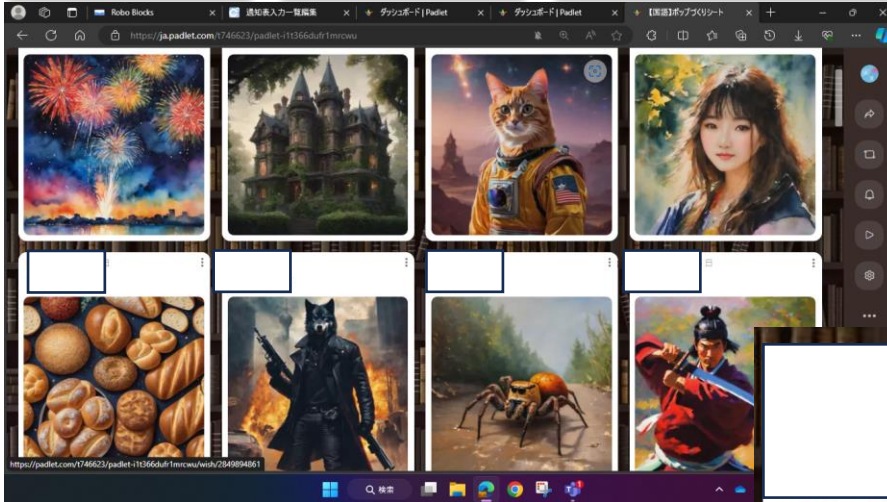 Robo Blocks
通知表入力一覧編集
ダッシュボード | Padlet
ダッシュボード | Padlet
【国語】ポップづくりシート
https://ja.padlet.com/t746623/padlet-i1t366dufr1mrcwu
日
日
https://padlet.com/t746623/padlet-i1t366dufr1mrcwu/wish/2849894861
検索